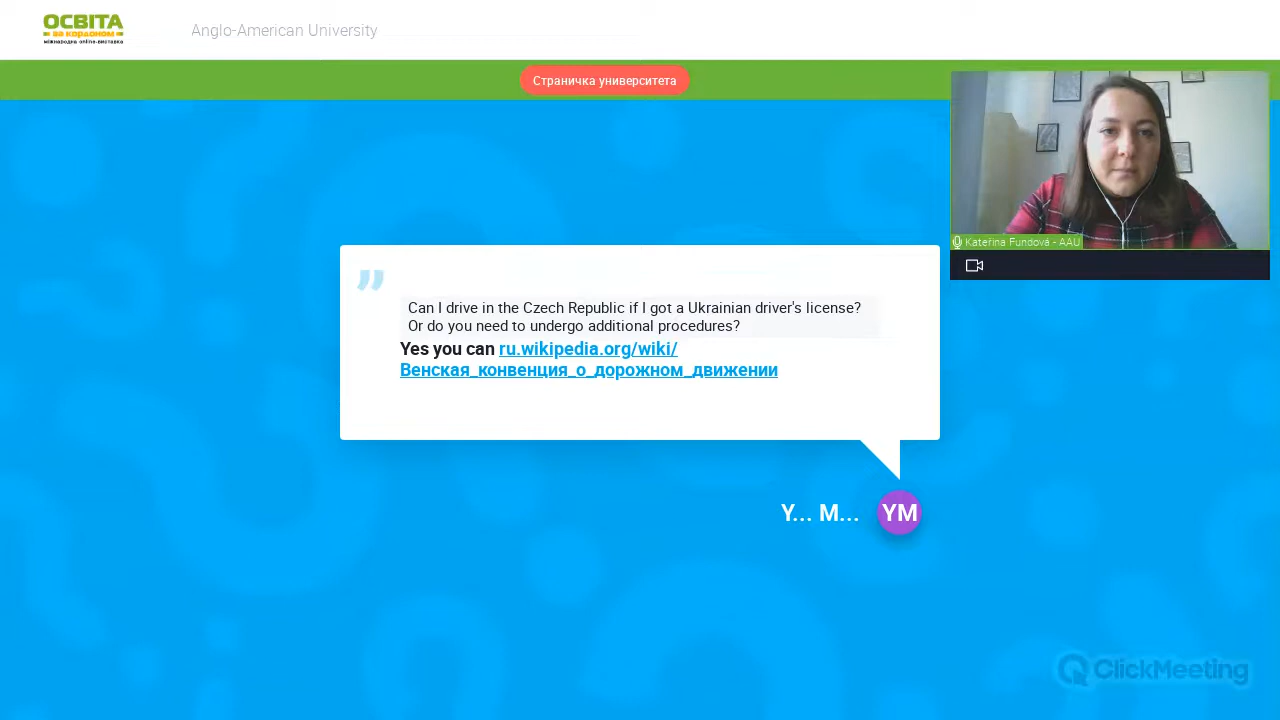 ОСВІТА
за кордоном
міжнародна online-виставка
Anglo-American University
Страничка университета
Kateřina Fundová - AAU
”
Can I drive in the Czech Republic if I got a Ukrainian driver's license?
Or do you need to undergo additional procedures?
Yes you can ru.wikipedia.org/wiki/
Венская_конвенция_о_дорожном_движении
Y... M... YM
ClickMeeting